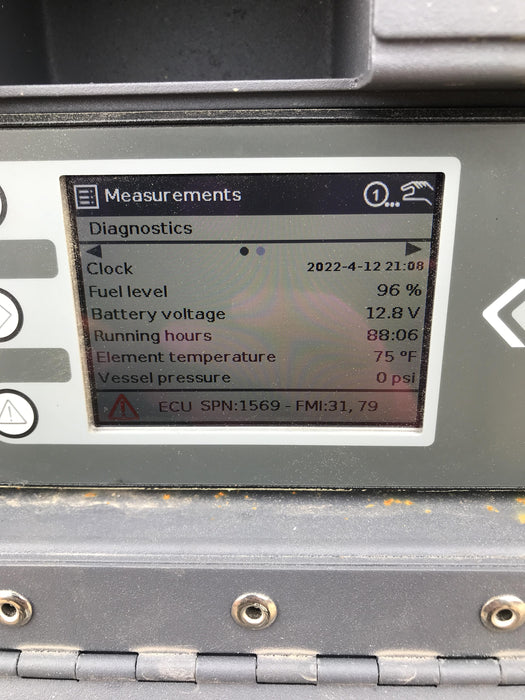 Measurements 1...
Diagnostics
Clock 2022-4-12 21:08
Fuel level 96 %
Battery voltage 12.8 V
Running hours 88:06
Element temperature 75 °F
Vessel pressure 0 psi
ECU SPN:1569 - FMI:31, 79